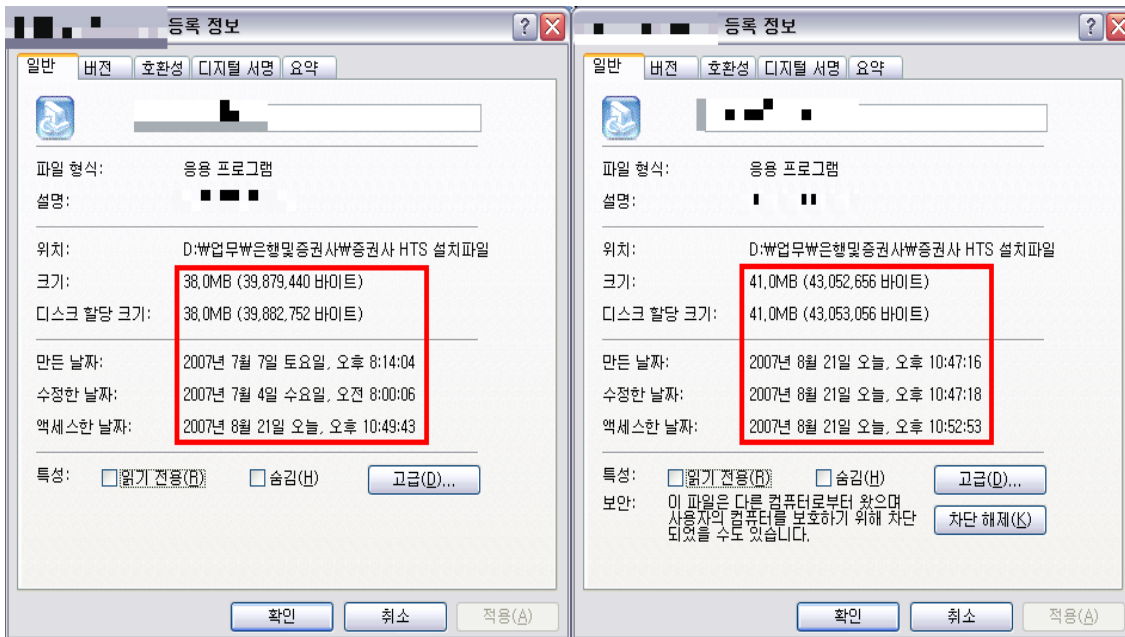 등록 정보
일반 버전 호환성 디지털 서명 요약
파일 형식: 응용 프로그램
설명:
위치: D:₩업무₩은행및증권사₩증권사 HTS 설치파일
크기: 38,0MB (39,879,440 바이트)
디스크 할당 크기: 38,0MB (39,882,752 바이트)
만든 날짜: 2007년 7월 7일 토요일, 오후 8:14:04
수정한 날짜: 2007년 7월 4일 수요일, 오전 8:00:06
액세스한 날짜: 2007년 8월 21일 오늘, 오후 10:49:43
특성: 읽기 전용(R) 숨김(H) 고급(D)...
확인 취소 적용(A)
등록 정보
일반 버전 호환성 디지털 서명 요약
파일 형식: 응용 프로그램
설명:
위치: D:₩업무₩은행및증권사₩증권사 HTS 설치파일
크기: 41,0MB (43,052,656 바이트)
디스크 할당 크기: 41,0MB (43,053,056 바이트)
만든 날짜: 2007년 8월 21일 오늘, 오후 10:47:16
수정한 날짜: 2007년 8월 21일 오늘, 오후 10:47:18
액세스한 날짜: 2007년 8월 21일 오늘, 오후 10:52:53
특성: 읽기 전용(R) 숨김(H) 고급(D)...
보안: 이 파일은 다른 컴퓨터로부터 왔으며
사용자의 컴퓨터를 보호하기 위해 차단
되었을 수도 있습니다.
차단 해제(K)
확인 취소 적용(A)